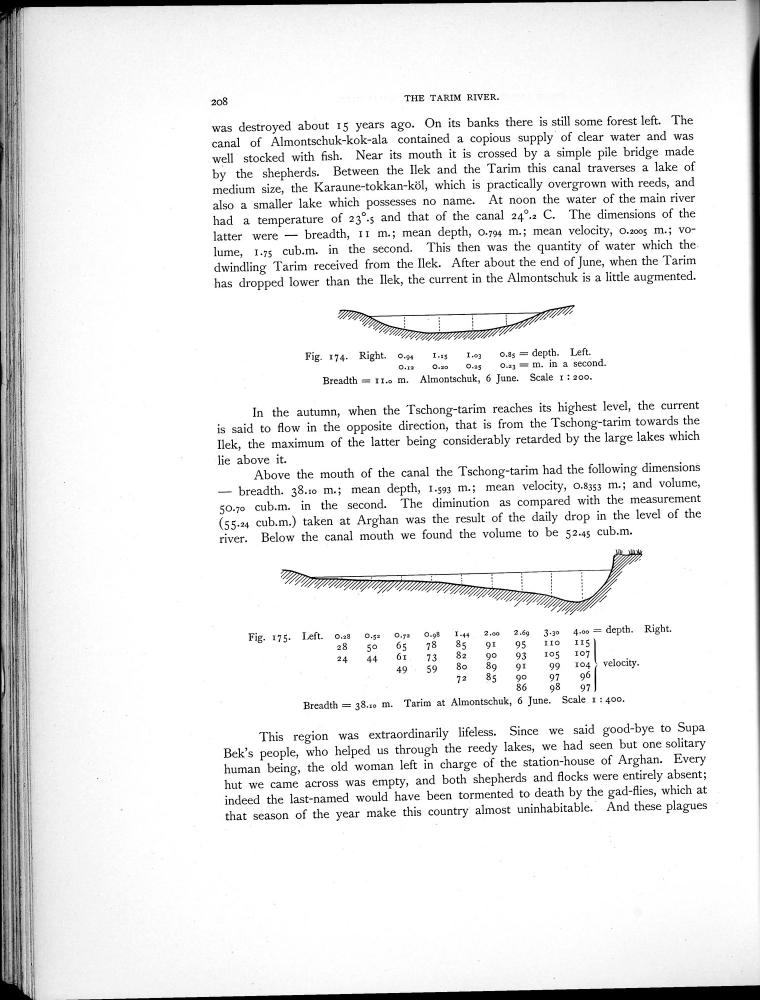 208
THE TARIM RIVER.
was destroyed about 15 years ago. On its banks there is still some forest left. The
canal of Almontschuk-kok-ala contained a copious supply of clear water and was
well stocked with fish. Near its mouth it is crossed by a simple pile bridge made
by the shepherds. Between the Ilek and the Tarim this canal traverses a lake of
medium size, the Karaune-tokkan-köl, which is practically overgrown with reeds, and
also a smaller lake which possesses no name. At noon the water of the main river
had a temperature of 23°.5 and that of the canal 24°.2 C. The dimensions of the
latter were — breadth, 11 m.; mean depth, 0.794 m.; mean velocity, 0.2005 m.; vo-
lume, 1.75 cub.m. in the second. This then was the quantity of water which the
dwindling Tarim received from the Ilek. After about the end of June, when the Tarim
has dropped lower than the Ilek, the current in the Almontschuk is a little augmented.
Fig. 174. Right. 0.94 1.15 1.03 0.85 = depth. Left.
0.12 0.20 0.25 0.23 = m. in a second.
Breadth = 11.0 m. Almontschuk, 6 June. Scale 1 : 200.
In the autumn, when the Tschong-tarim reaches its highest level, the current
is said to flow in the opposite direction, that is from the Tschong-tarim towards the
Ilek, the maximum of the latter being considerably retarded by the large lakes which
lie above it.
Above the mouth of the canal the Tschong-tarim had the following dimensions
— breadth. 38.10 m.; mean depth, 1.593 m.; mean velocity, 0.8353 m.; and volume,
50.70 cub.m. in the second. The diminution as compared with the measurement
(55.24 cub.m.) taken at Arghan was the result of the daily drop in the level of the
river. Below the canal mouth we found the volume to be 52.45 cub.m.
Fig. 175. Left. 0.28 0.52 0.72 0.98 1.44 2.00 2.69 3.30 4.00 = depth. Right.
28 50 65 78 85 91 95 110 115
24 44 61 73 82 90 93 105 107
49 59 80 89 91 99 104 velocity.
72 85 90 97 96
86 98 97
Breadth = 38.10 m. Tarim at Almontschuk, 6 June. Scale 1 : 400.
This region was extraordinarily lifeless. Since we said good-bye to Supa
Bek's people, who helped us through the reedy lakes, we had seen but one solitary
human being, the old woman left in charge of the station-house of Arghan. Every
hut we came across was empty, and both shepherds and flocks were entirely absent;
indeed the last-named would have been tormented to death by the gad-flies, which at
that season of the year make this country almost uninhabitable. And these plagues